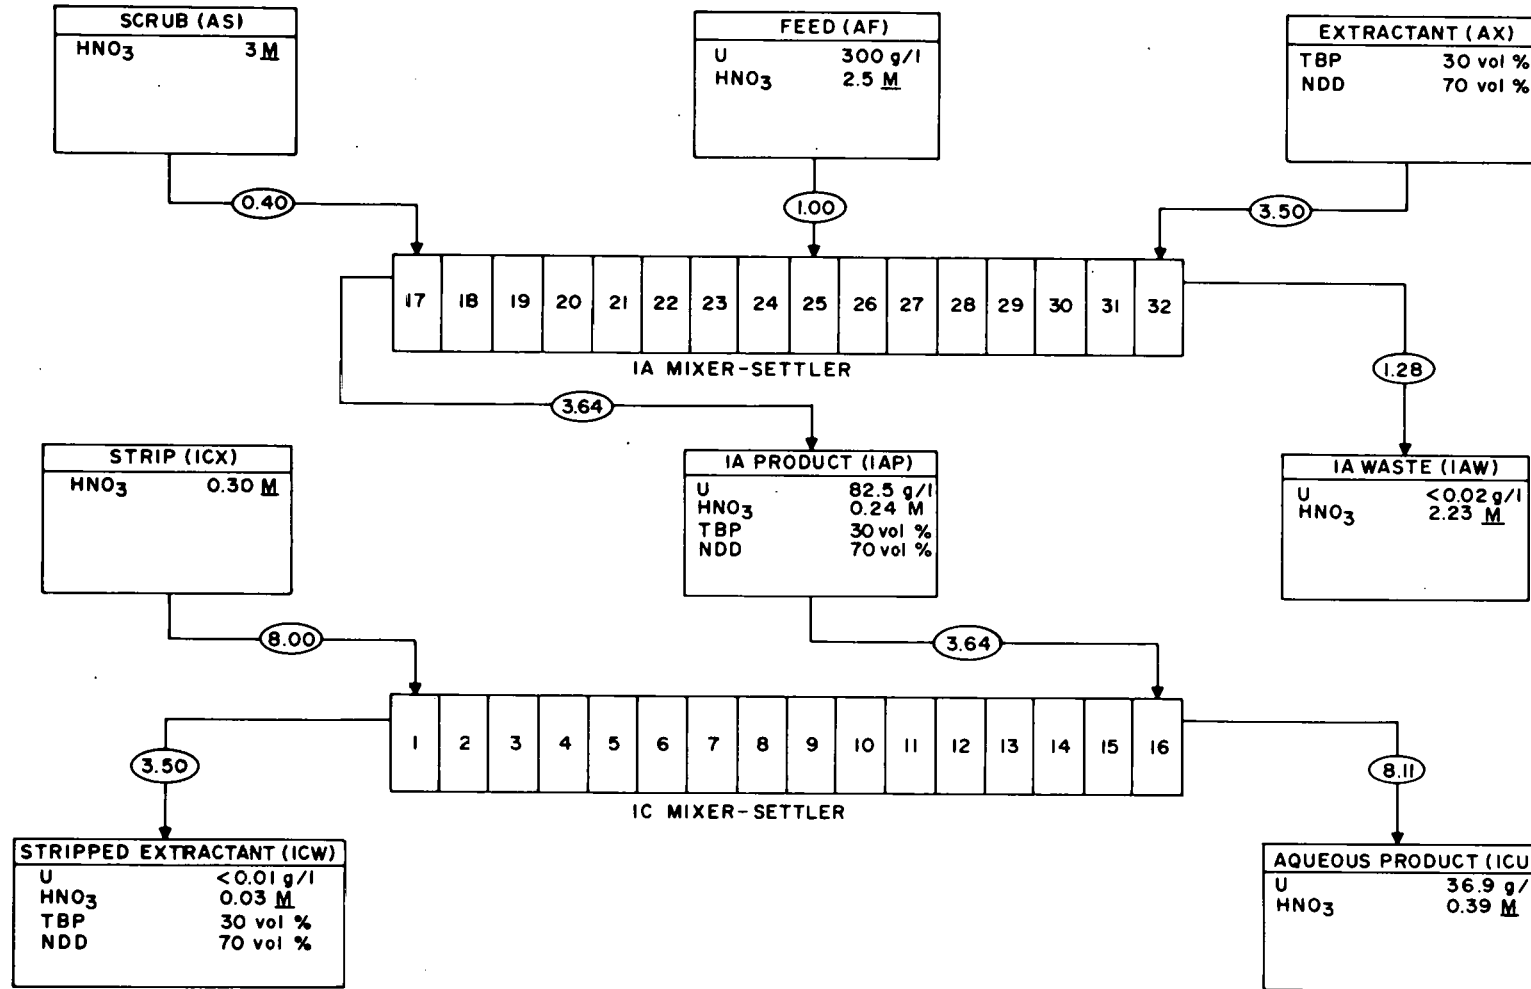 SCRUB (AS)
HNO3 3 M
FEED (AF)
U 300 g/l
HNO3 2.5 M
EXTRACTANT (AX)
TBP 30 vol %
NDD 70 vol %
0.40
1.00
3.50
17 18 19 20 21 22 23 24 25 26 27 28 29 30 31 32
IA MIXER-SETTLER
3.64
1.28
STRIP (ICX)
HNO3 0.30 M
IA PRODUCT (IAP)
U 82.5 g/l
HNO3 0.24 M
TBP 30 vol %
NDD 70 vol %
IA WASTE (IAW)
U <0.02 g/l
HNO3 2.23 M
8.00
3.64
1 2 3 4 5 6 7 8 9 10 11 12 13 14 15 16
IC MIXER-SETTLER
3.50
8.11
STRIPPED EXTRACTANT (ICW)
U <0.01 g/l
HNO3 0.03 M
TBP 30 vol %
NDD 70 vol %
AQUEOUS PRODUCT (ICU
U 36.9 g/
HNO3 0.39 M